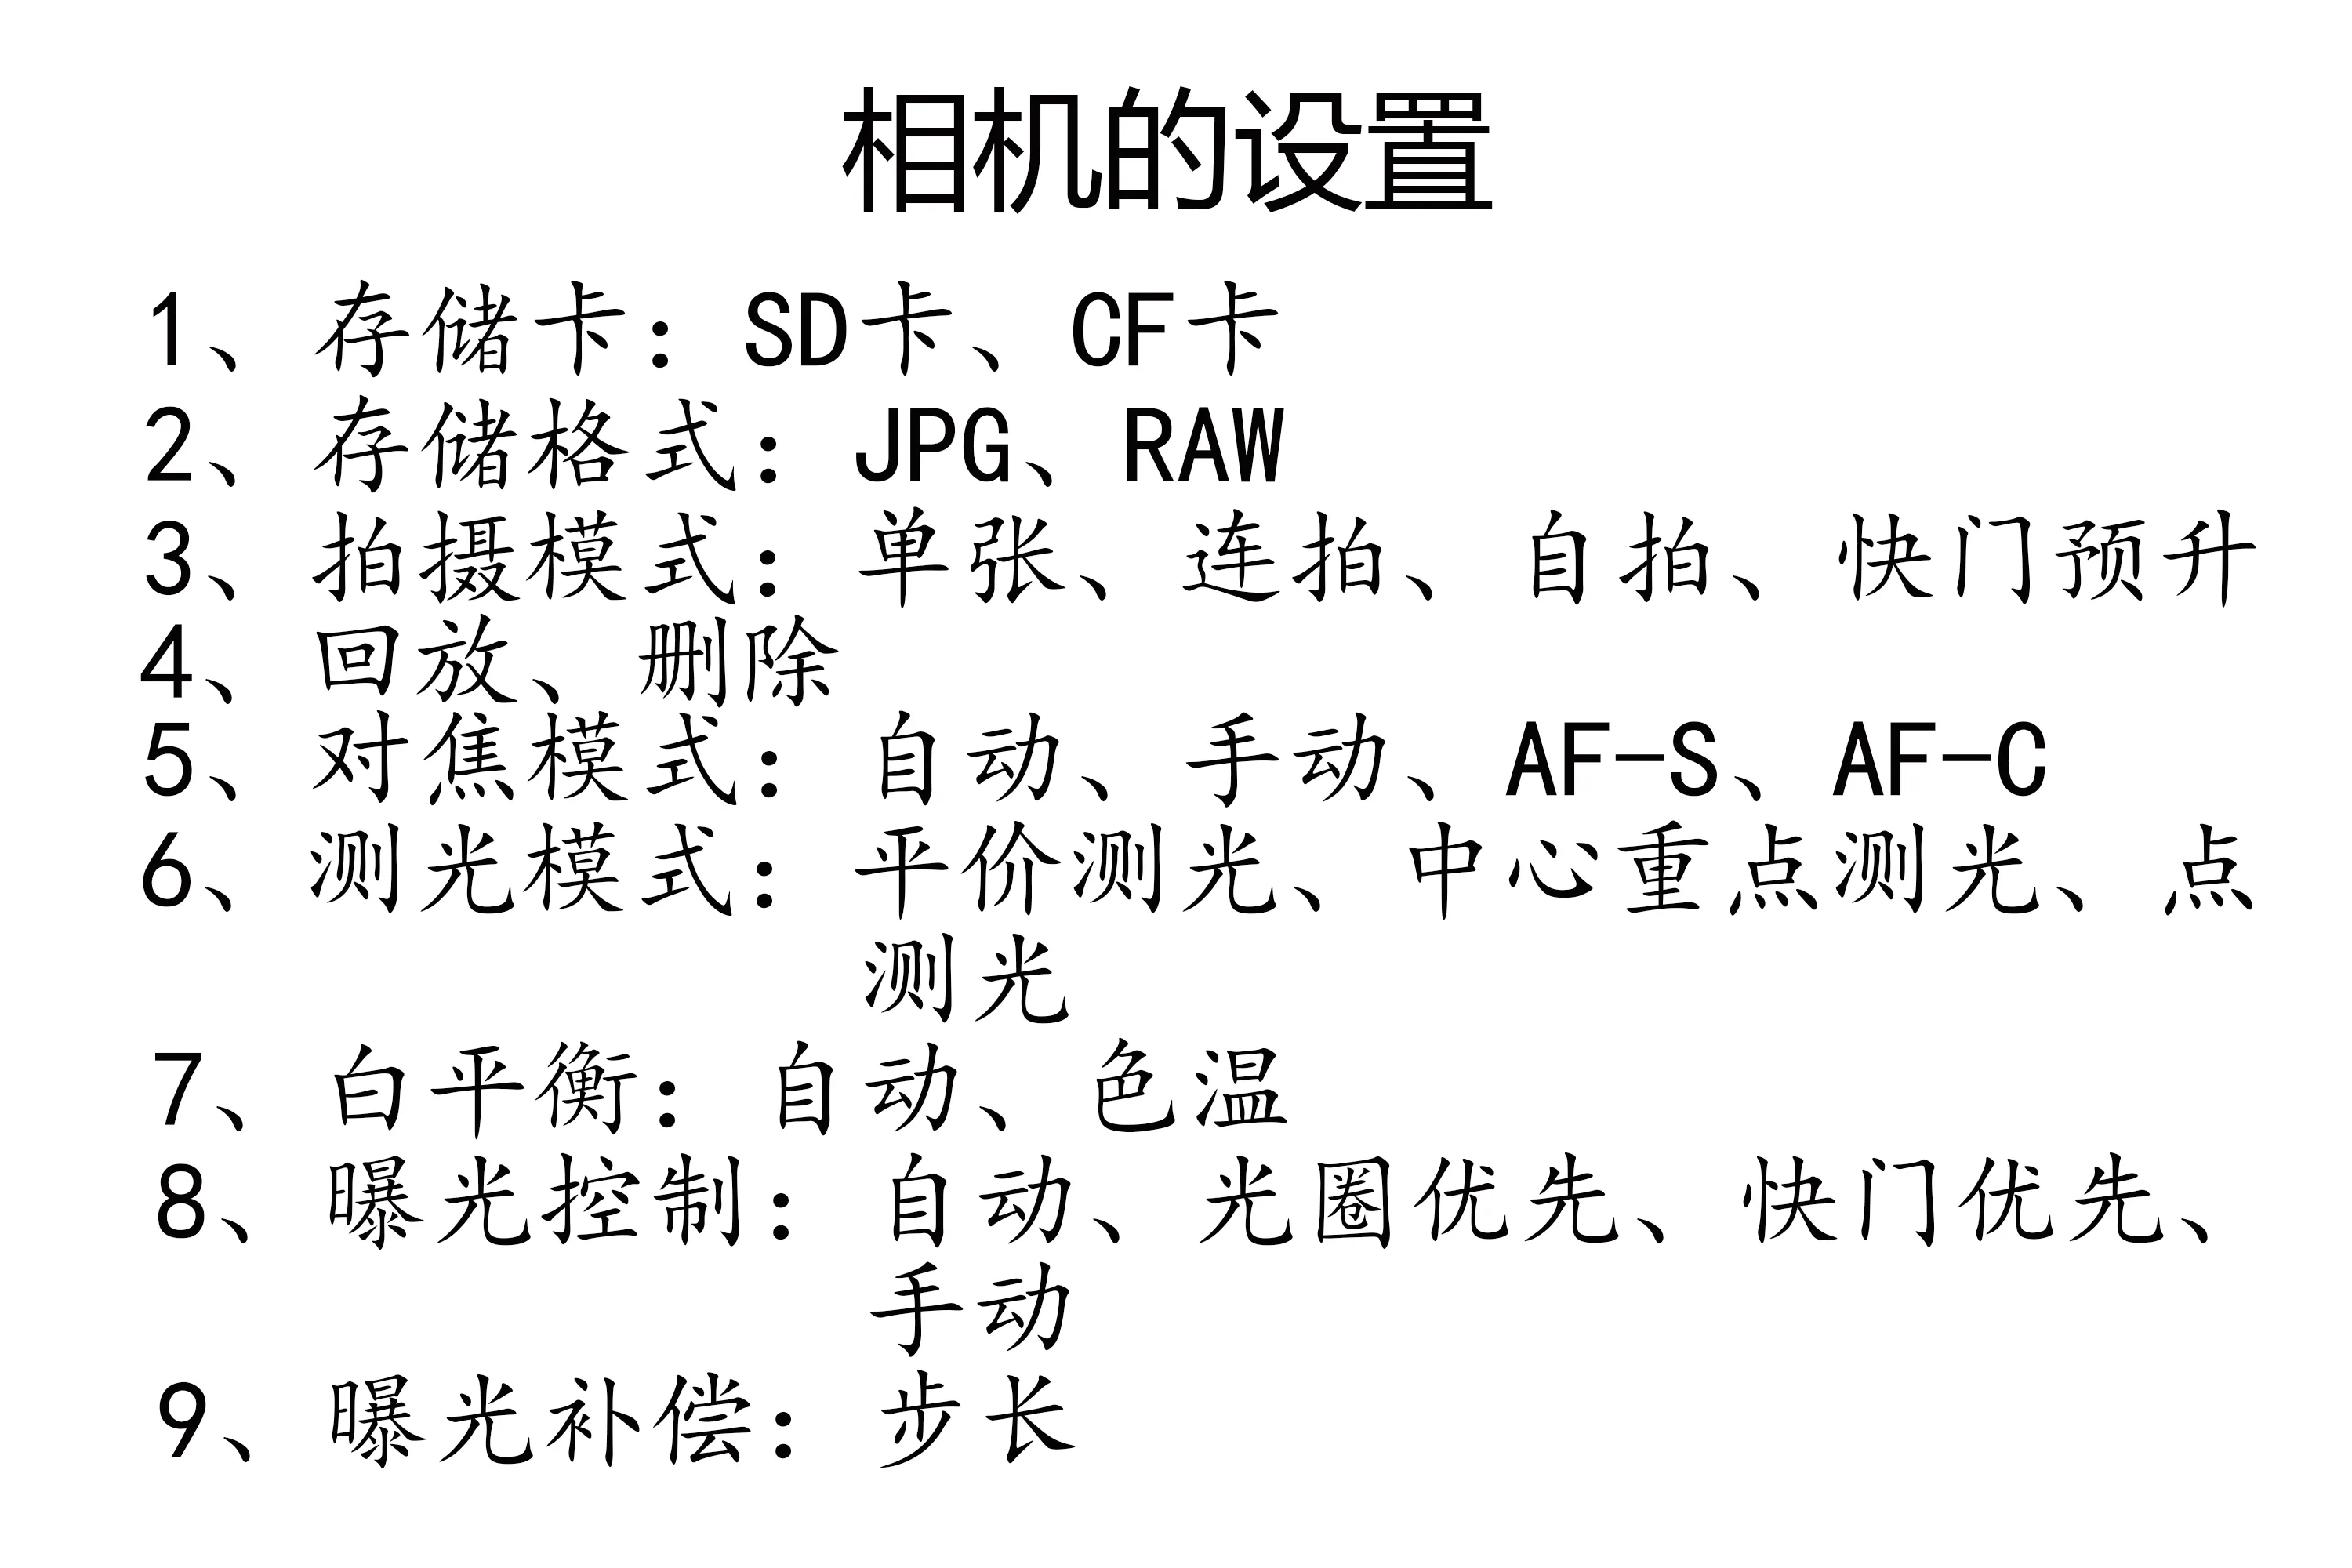 相机的设置
1、存储卡：SD卡、CF卡
2、存储格式：JPG、RAW
3、拍摄模式：单张、连拍、自拍、快门预升
4、回放、删除
5、对焦模式：自动、手动、AF-S、AF-C
6、测光模式：平价测光、中心重点测光、点
测光
7、白平衡：自动、色温
8、曝光控制：自动、光圈优先、快门优先、
手动
9、曝光补偿：步长